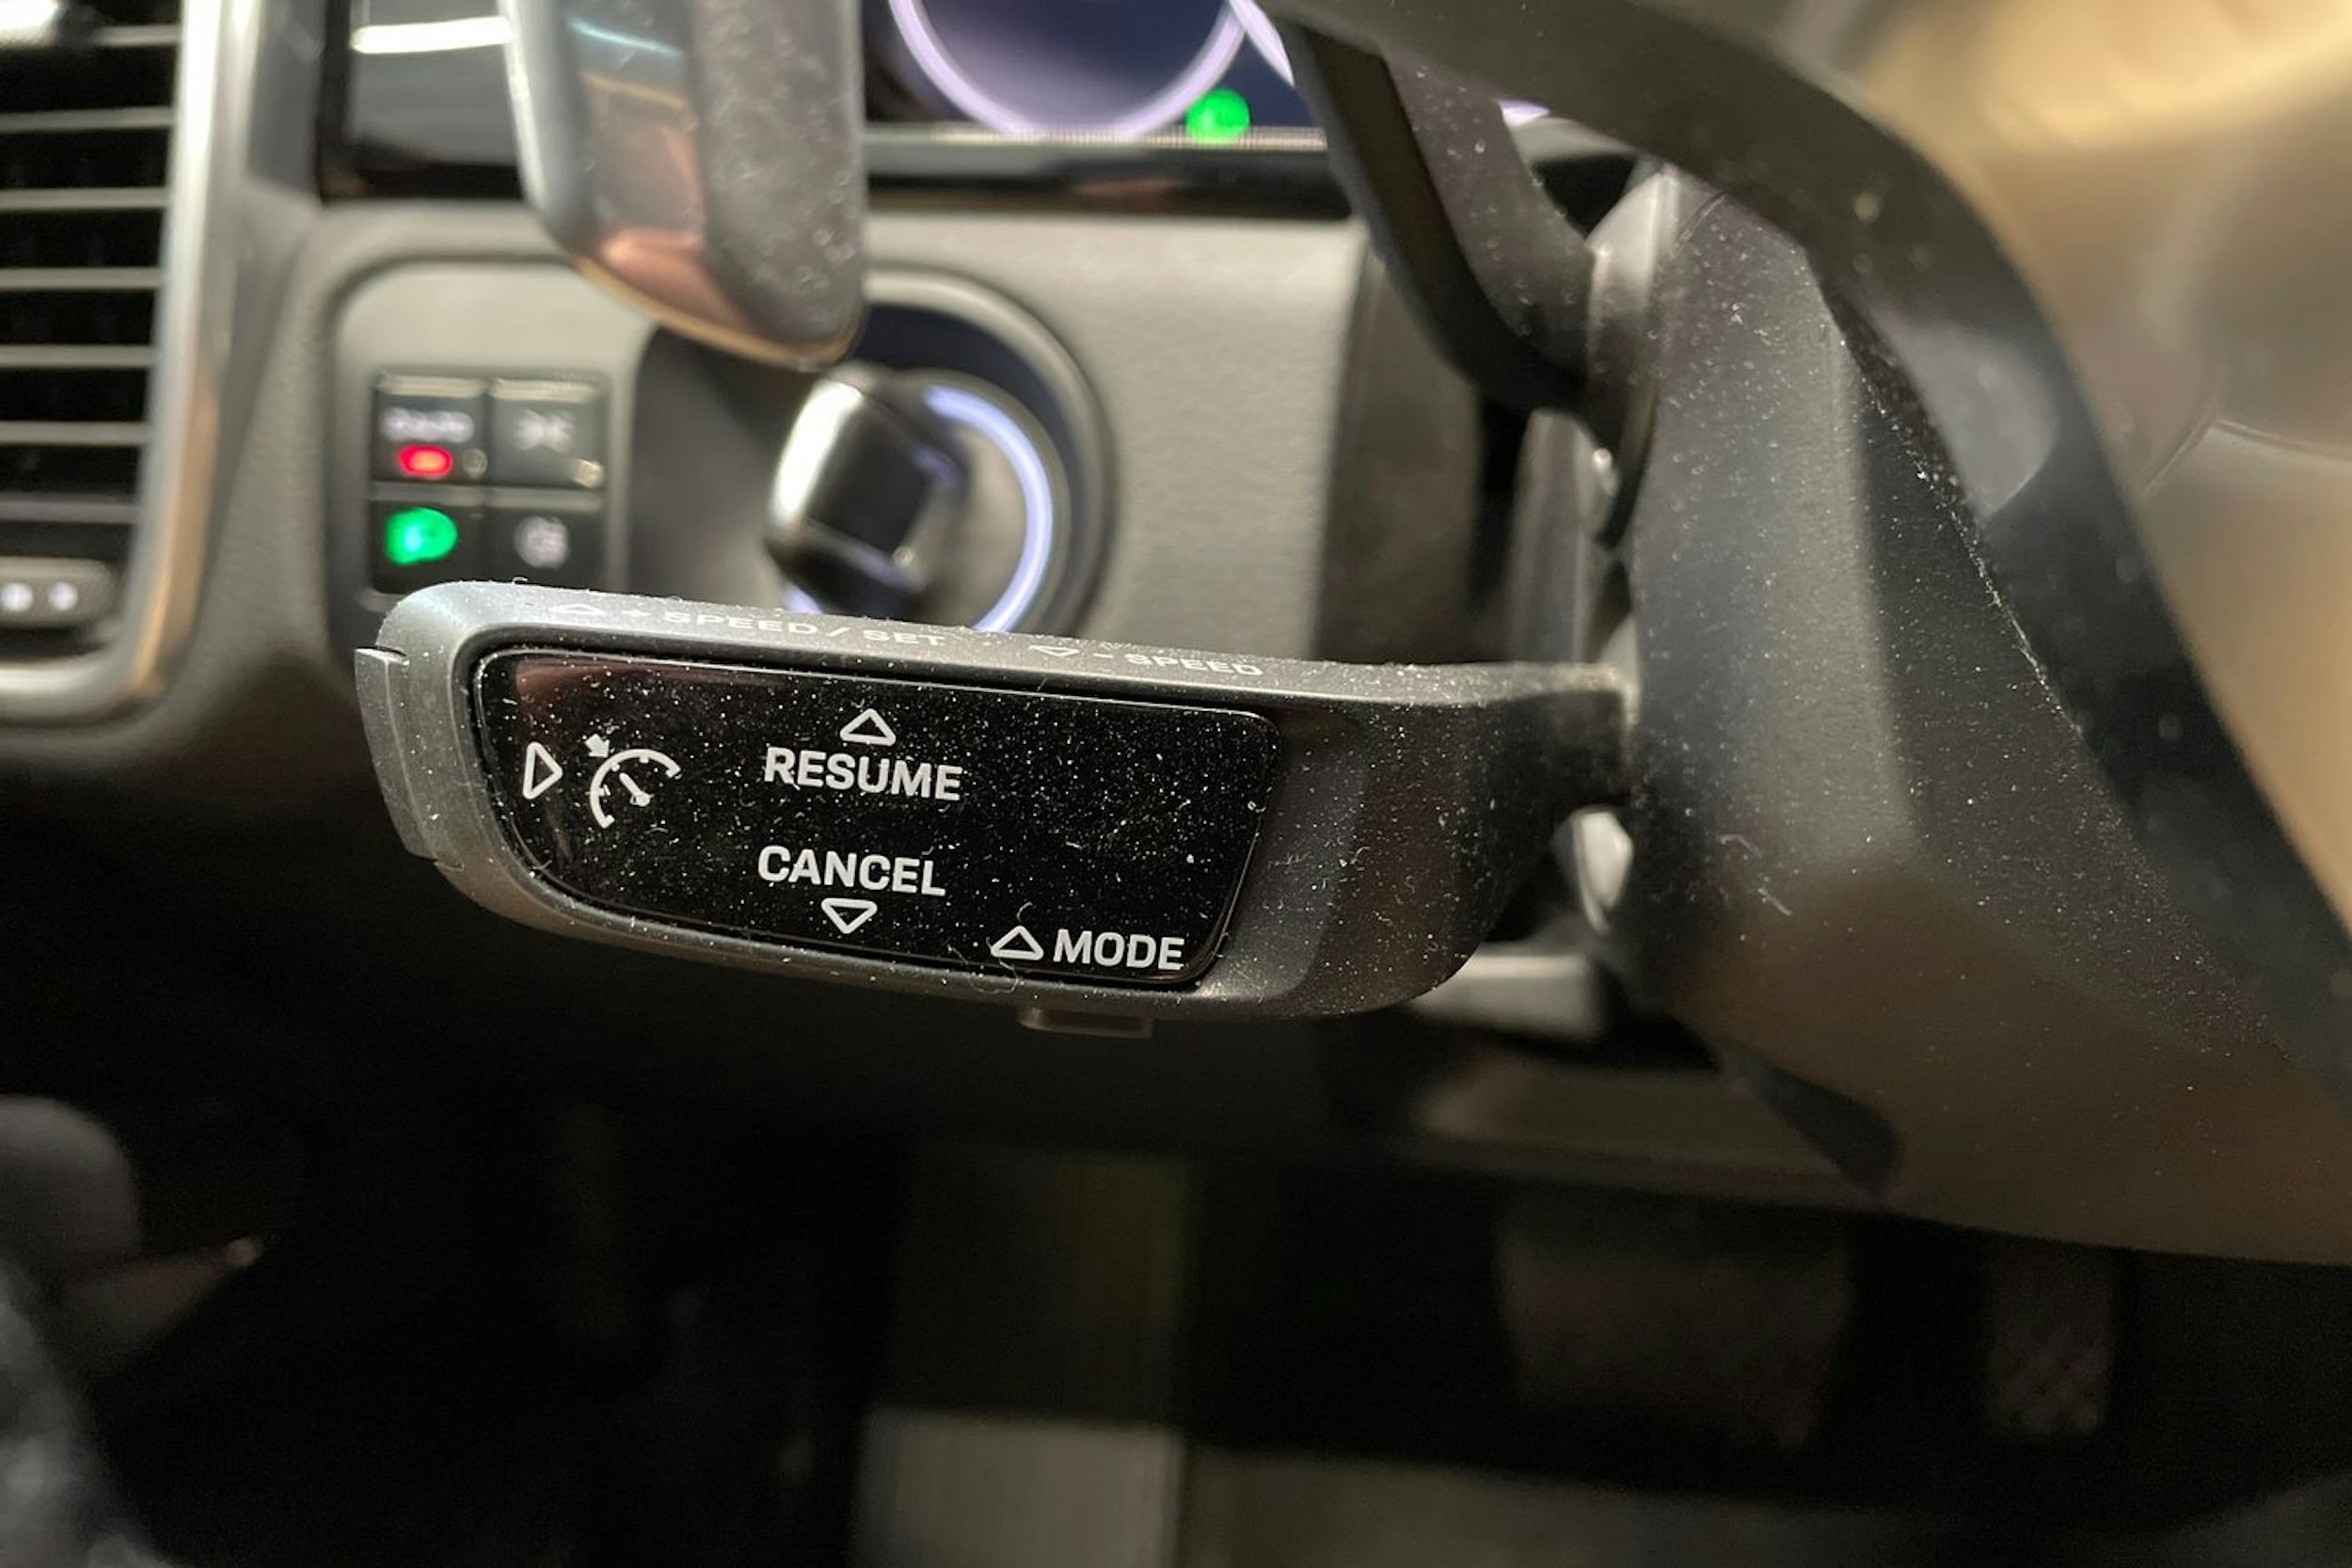 + SPEED / SET
- SPEED
RESUME
CANCEL
MODE